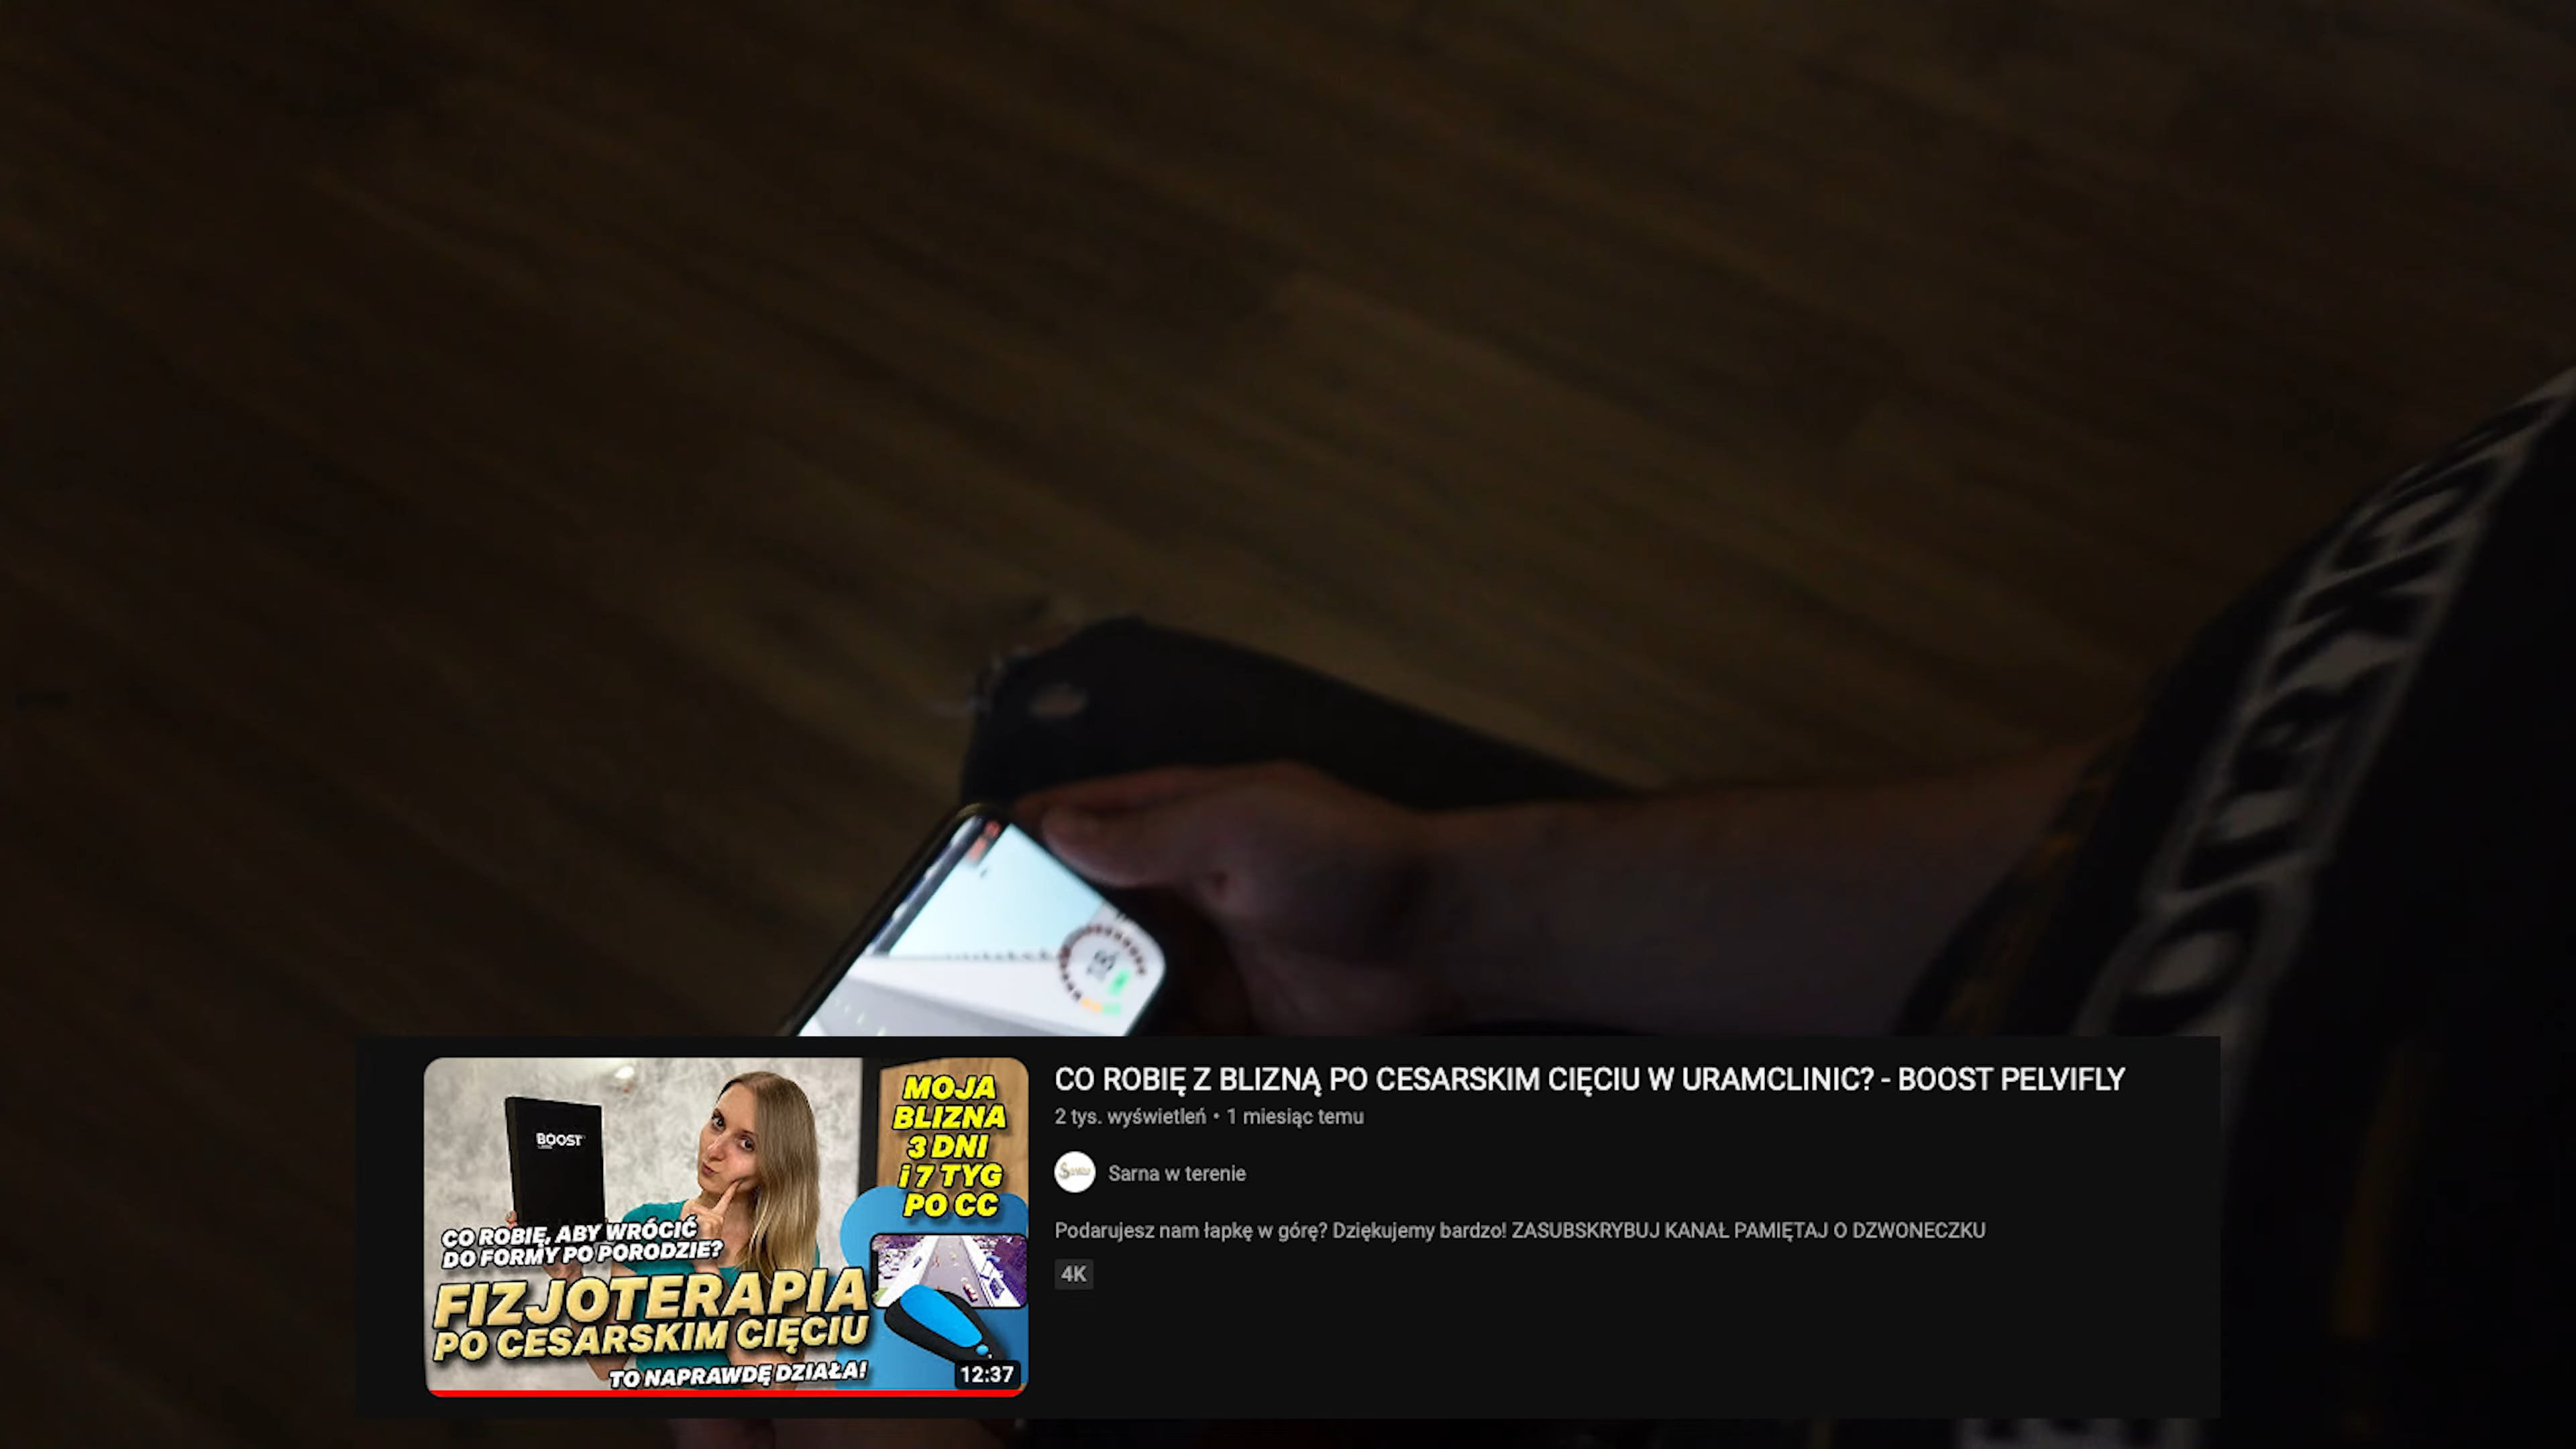 MOJA
BLIZNA
3 DNI
i 7 TYG
PO CC
BOOST
CO ROBIĘ, ABY WRÓCIĆ
DO FORMY PO PORODZIE?
FIZJOTERAPIA
PO CESARSKIM CIĘCIU
TO NAPRAWDĘ DZIAŁA!
12:37
CO ROBIĘ Z BLIZNĄ PO CESARSKIM CIĘCIU W URAMCLINIC? - BOOST PELVIFLY
2 tys. wyświetleń • 1 miesiąc temu
Sarna w terenie
Podarujesz nam łapkę w górę? Dziękujemy bardzo! ZASUBSKRYBUJ KANAŁ PAMIĘTAJ O DZWONECZKU
4K